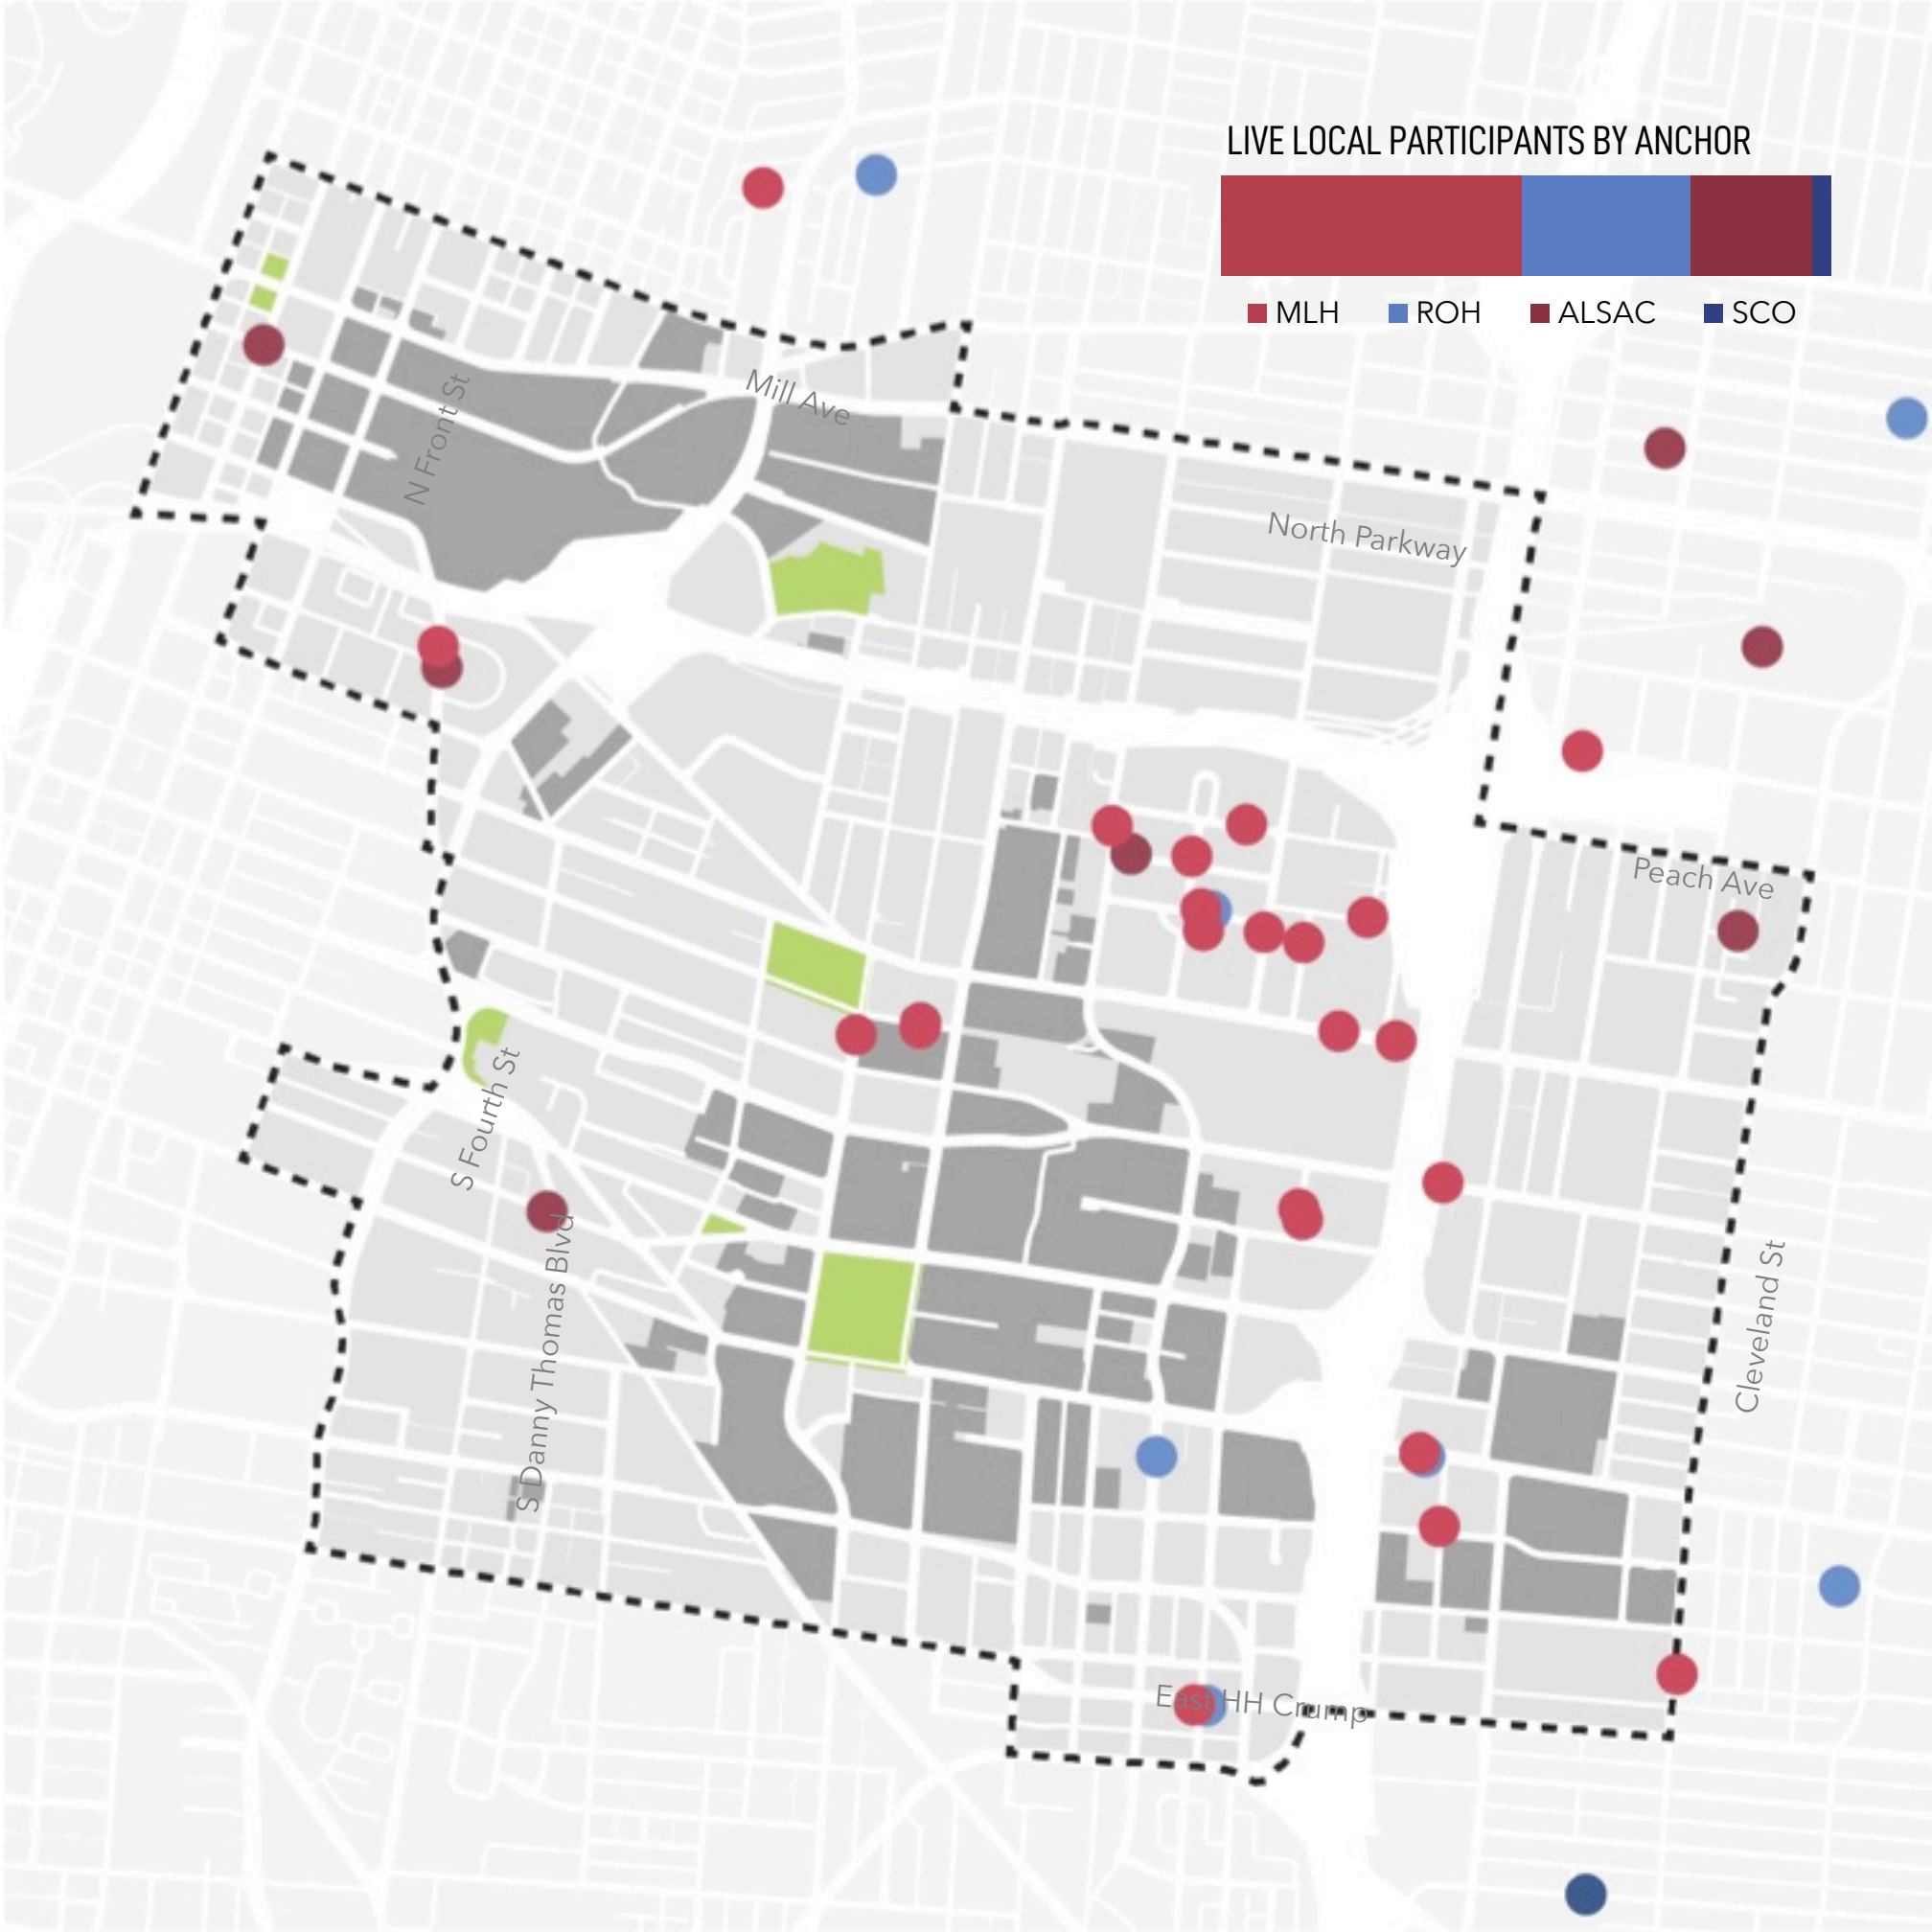 LIVE LOCAL PARTICIPANTS BY ANCHOR
MLH ROH ALSAC SCO
Mill Ave
N Front St
North Parkway
Peach Ave
S Fourth St
S Danny Thomas Blvd
Cleveland St
East HH Crump